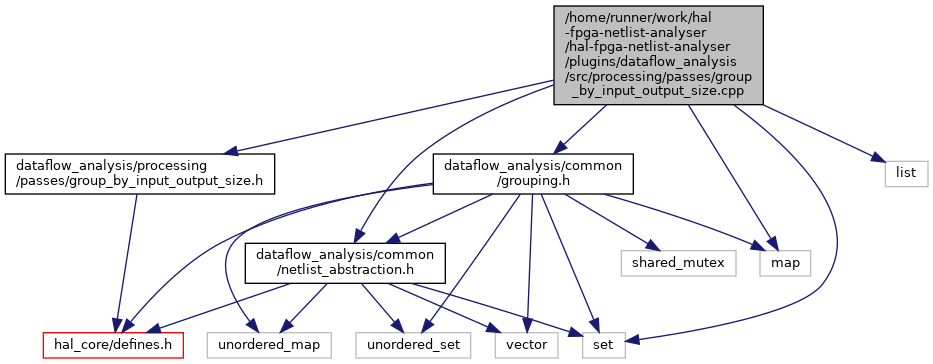 /home/runner/work/hal
-fpga-netlist-analyser
/hal-fpga-netlist-analyser
/plugins/dataflow_analysis
/src/processing/passes/group
_by_input_output_size.cpp
dataflow_analysis/processing
/passes/group_by_input_output_size.h
dataflow_analysis/common
/grouping.h
list
dataflow_analysis/common
/netlist_abstraction.h
shared_mutex
map
hal_core/defines.h
unordered_map
unordered_set
vector
set